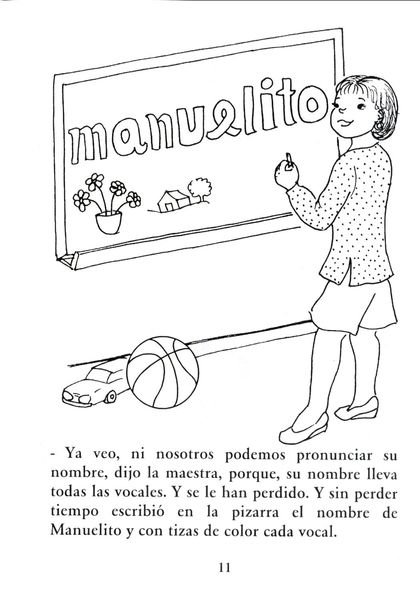 manuelito
- Ya veo, ni nosotros podemos pronunciar su
nombre, dijo la maestra, porque, su nombre lleva
todas las vocales. Y se le han perdido. Y sin perder
tiempo escribió en la pizarra el nombre de
Manuelito y con tizas de color cada vocal.
11